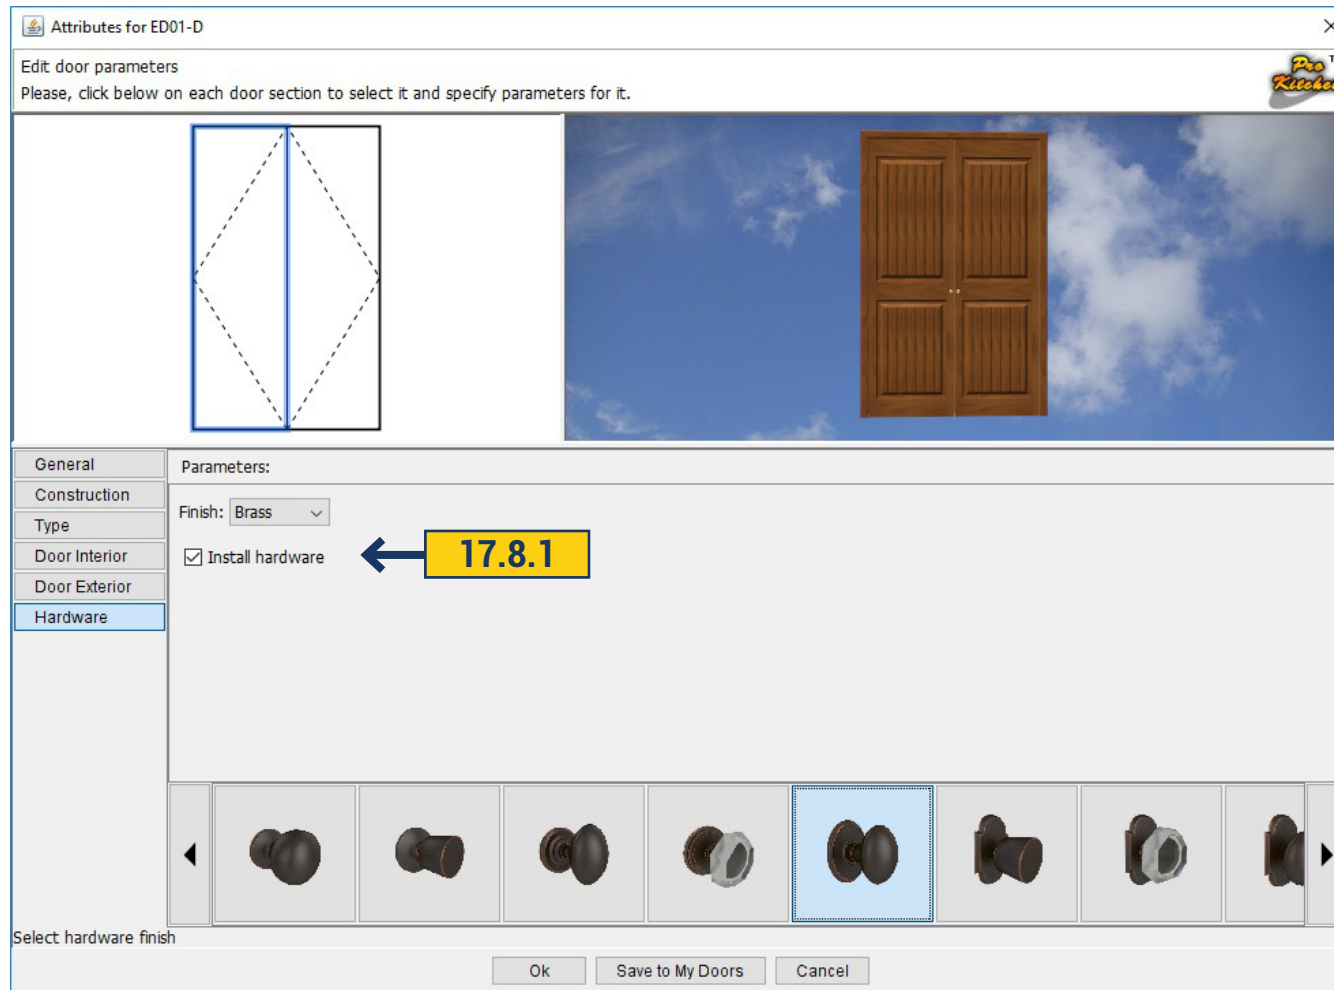 Attributes for ED01-D
Edit door parameters
Please, click below on each door section to select it and specify parameters for it.
Pro
Kitchen
General
Parameters:
Construction
Finish: Brass
Type
Door Interior
Install hardware
17.8.1
Door Exterior
Hardware
Select hardware finish
Ok
Save to My Doors
Cancel